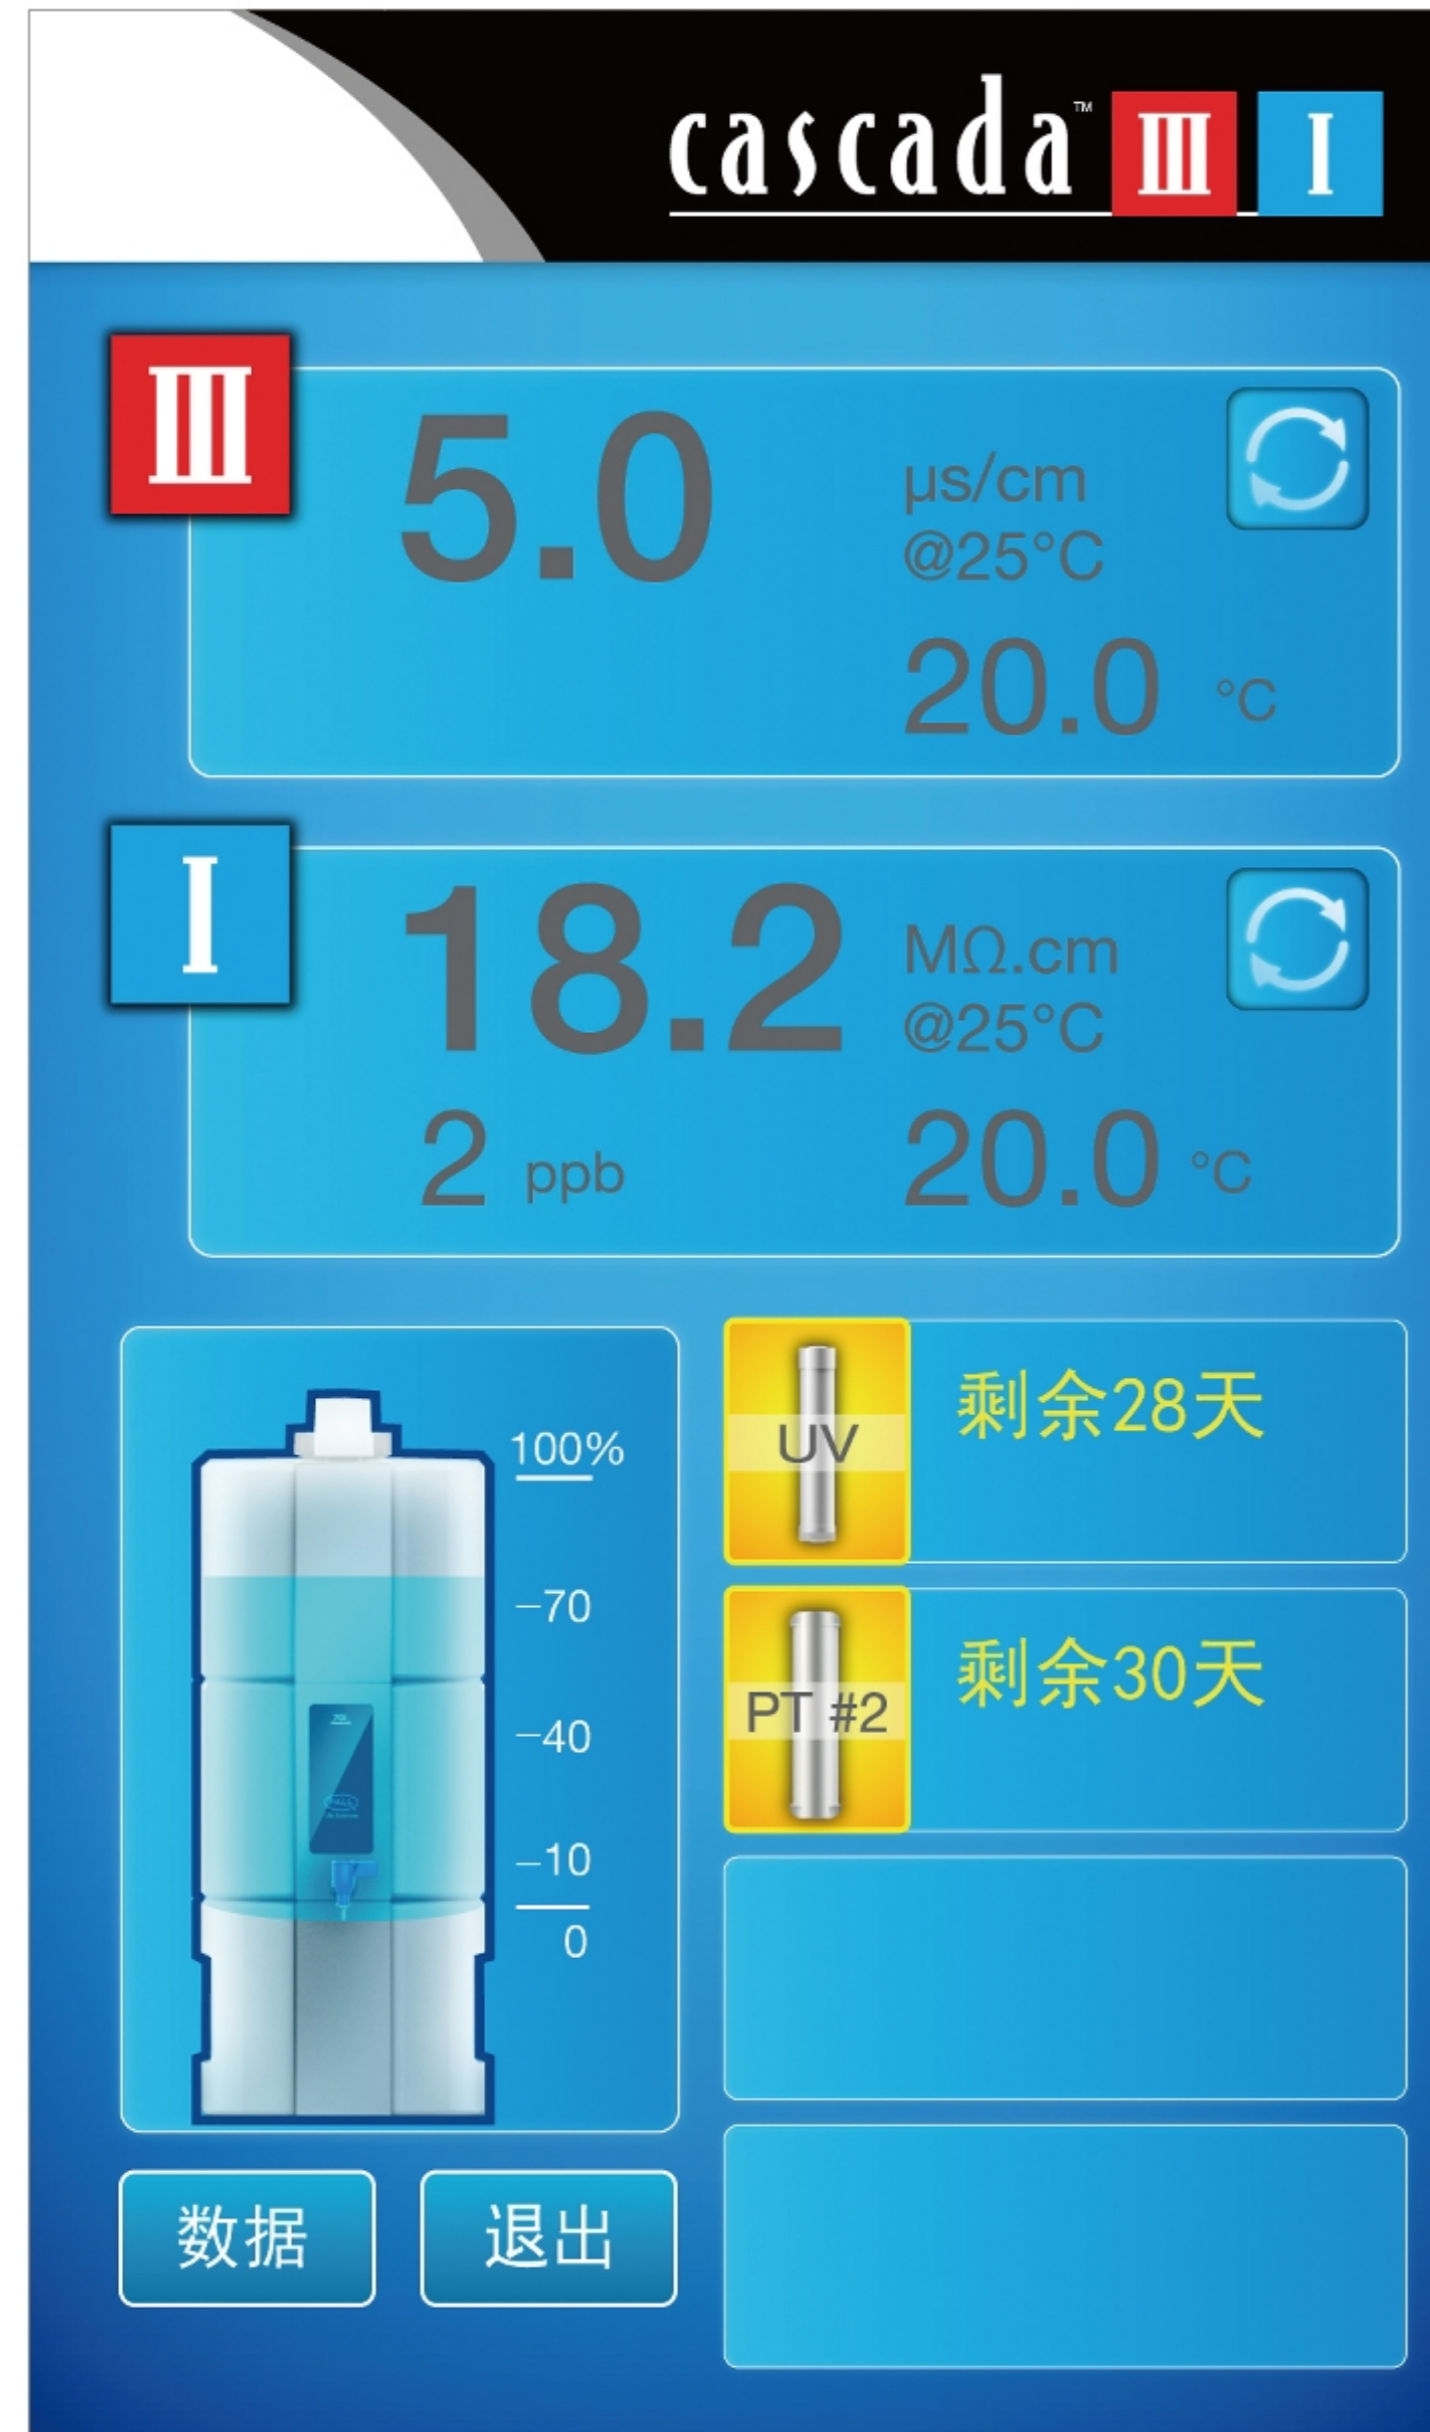 cascada™ III I
III
5.0 µs/cm
@25°C
20.0 °C
I
18.2 MΩ.cm
@25°C
2 ppb 20.0 °C
100%
–70
–40
–10
0
PALL
UV 剩余28天
PT #2 剩余30天
数据 退出